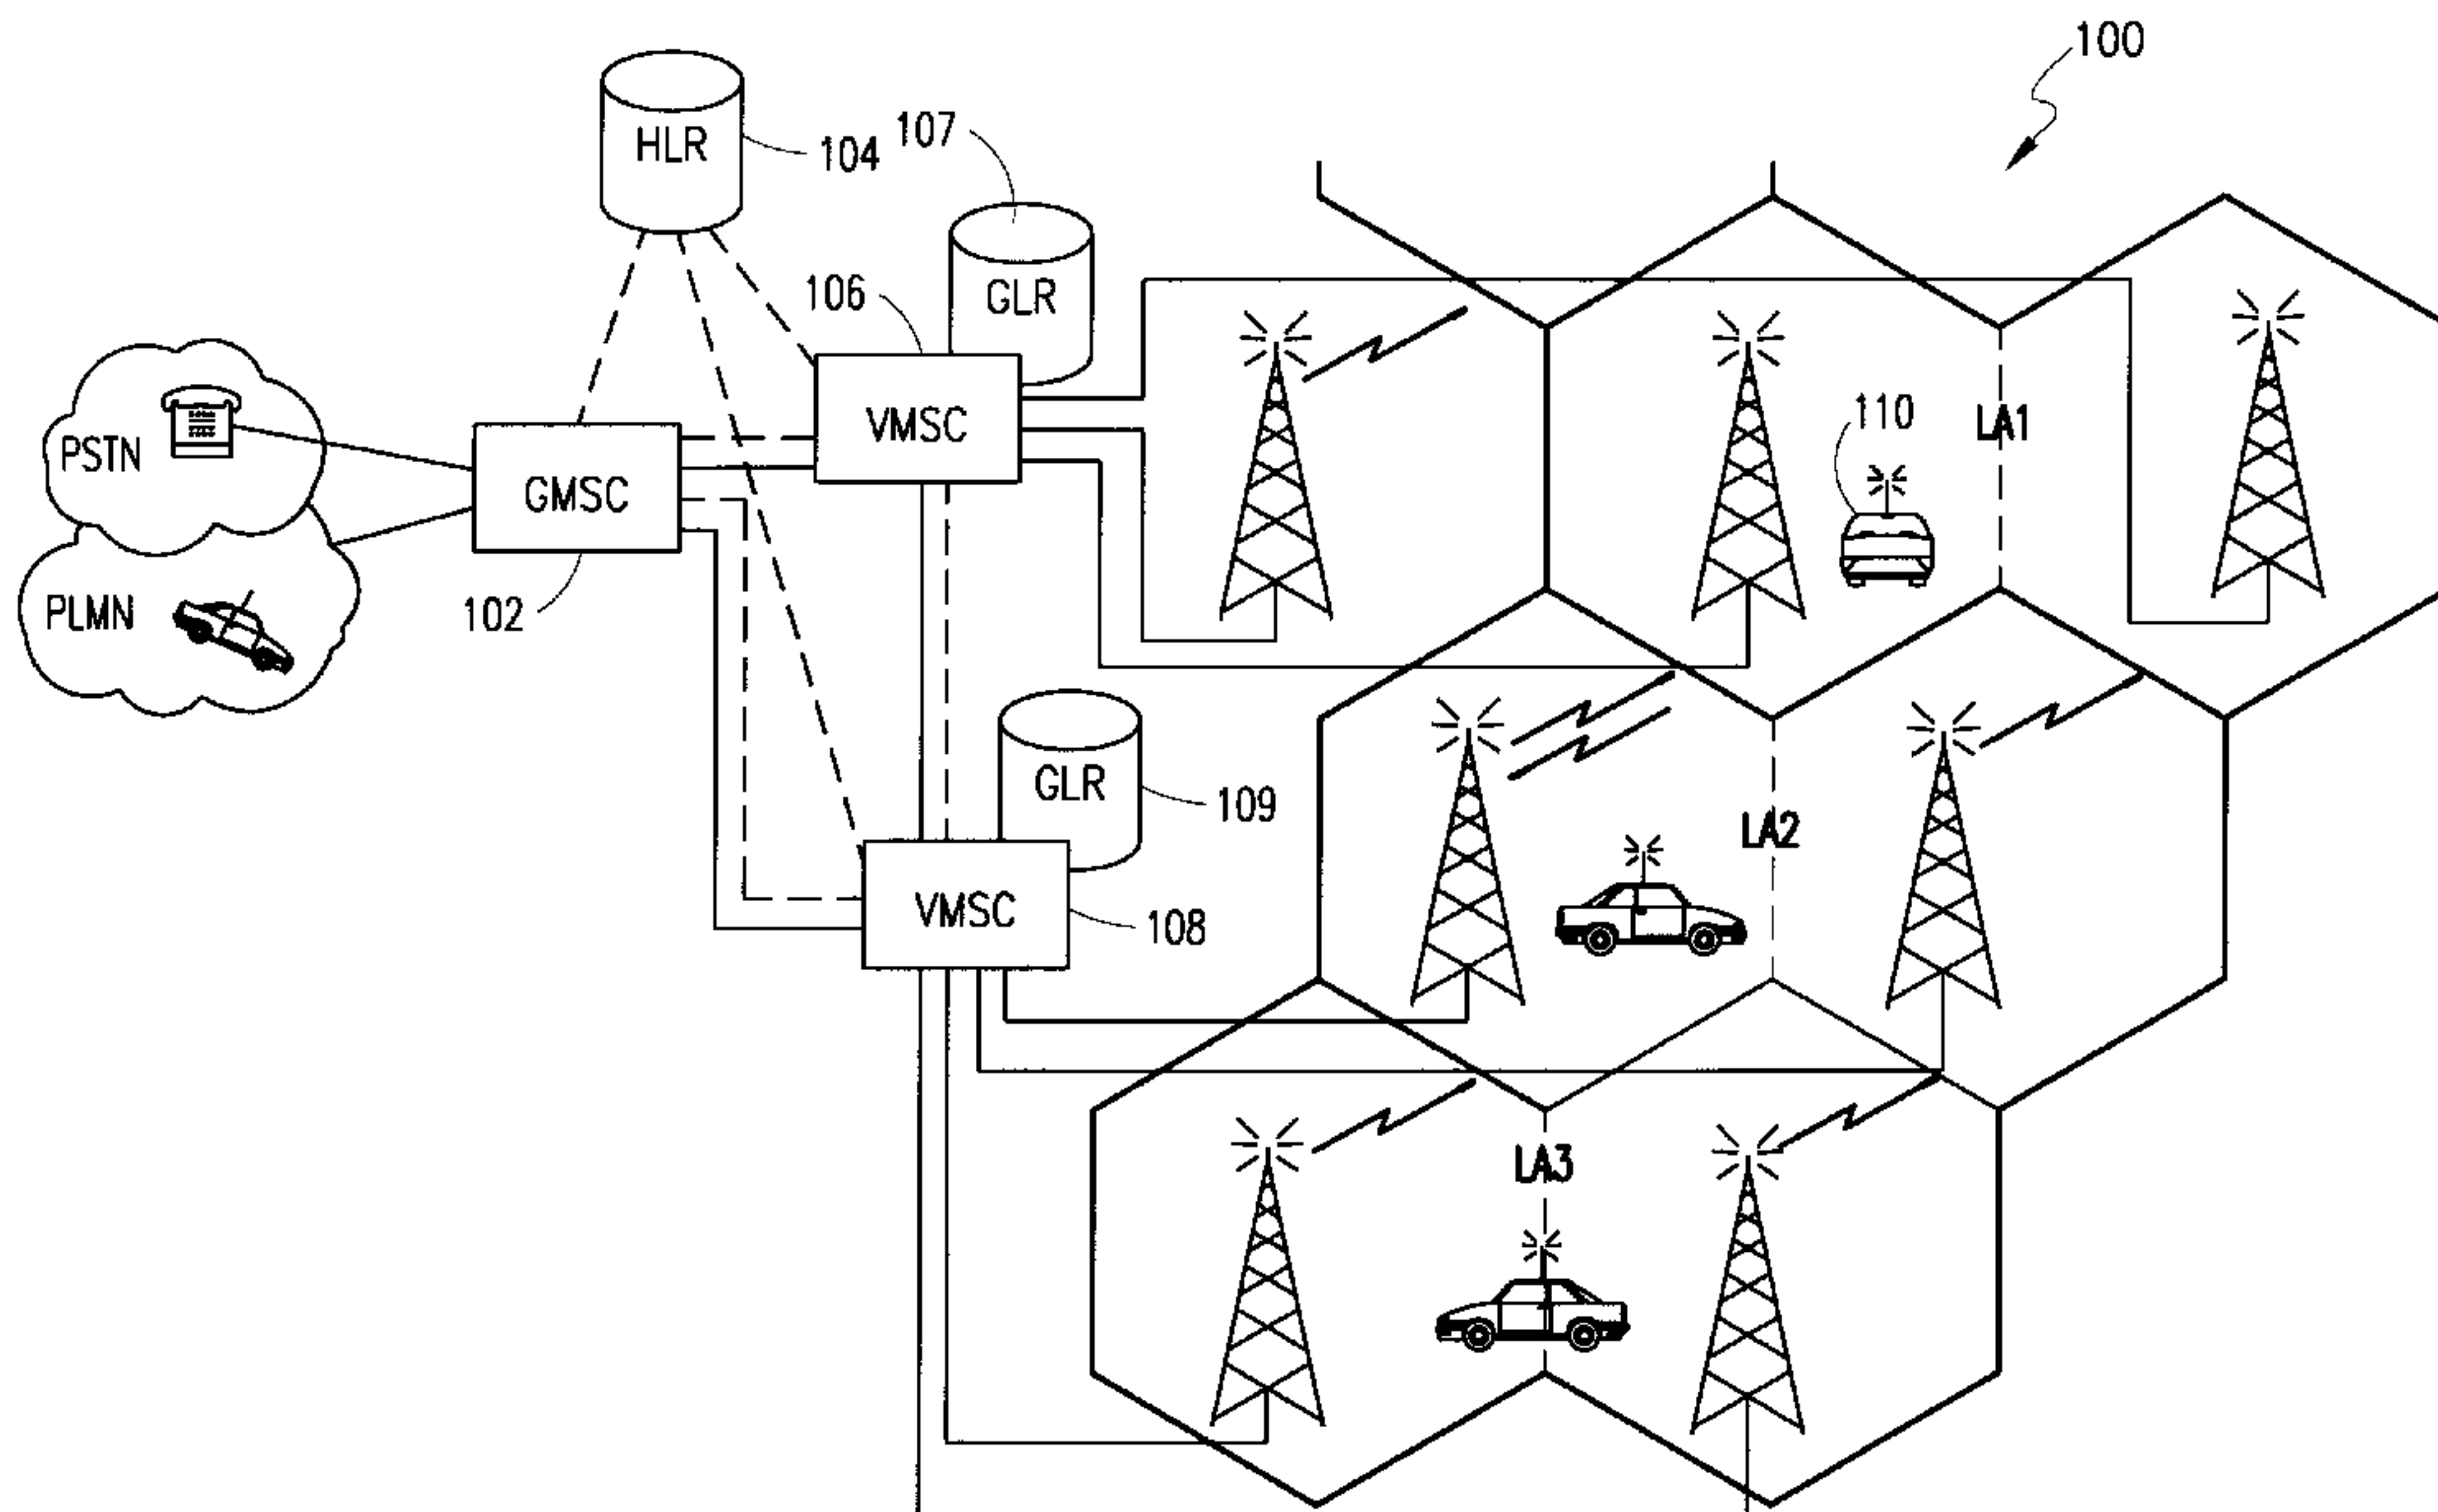 100
HLR
104
107
106
GLR
VMSC
110
LA1
PSTN
GMSC
PLMN
102
GLR
109
LA2
VMSC
108
LA3